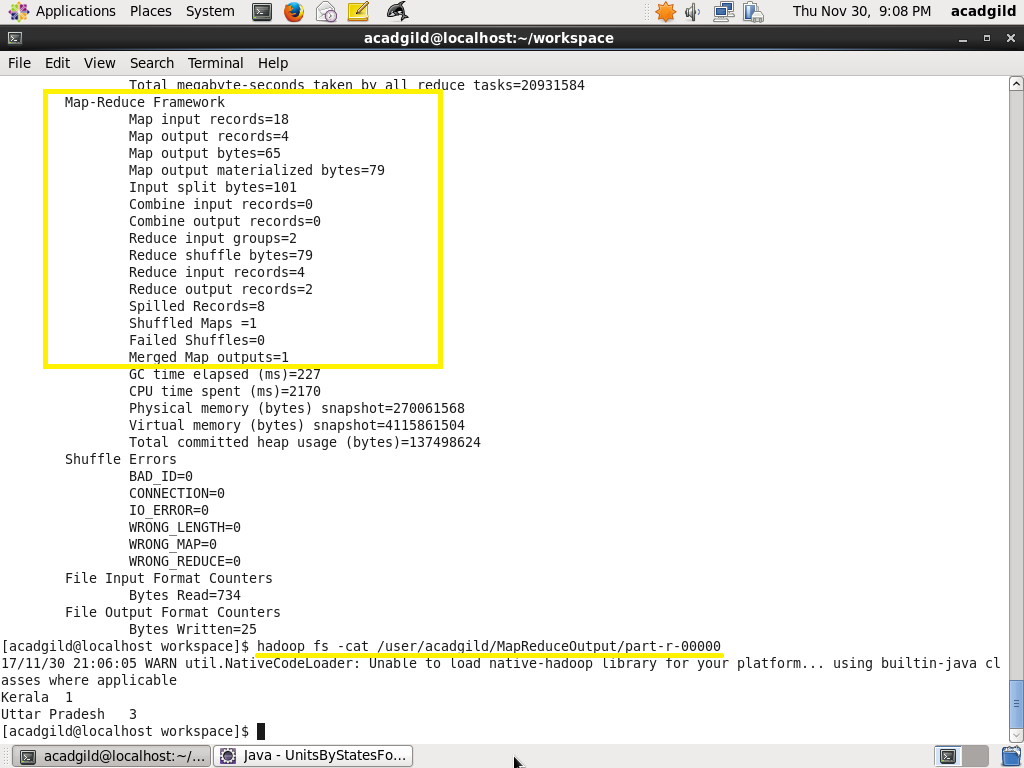 Applications Places System Thu Nov 30, 9:08 PM acadgild
acadgild@localhost:~/workspace
File Edit View Search Terminal Help
Total megabyte-seconds taken by all reduce tasks=20931584
Map-Reduce Framework
Map input records=18
Map output records=4
Map output bytes=65
Map output materialized bytes=79
Input split bytes=101
Combine input records=0
Combine output records=0
Reduce input groups=2
Reduce shuffle bytes=79
Reduce input records=4
Reduce output records=2
Spilled Records=8
Shuffled Maps =1
Failed Shuffles=0
Merged Map outputs=1
GC time elapsed (ms)=227
CPU time spent (ms)=2170
Physical memory (bytes) snapshot=270061568
Virtual memory (bytes) snapshot=4115861504
Total committed heap usage (bytes)=137498624
Shuffle Errors
BAD_ID=0
CONNECTION=0
IO_ERROR=0
WRONG_LENGTH=0
WRONG_MAP=0
WRONG_REDUCE=0
File Input Format Counters
Bytes Read=734
File Output Format Counters
Bytes Written=25
[acadgild@localhost workspace]$ hadoop fs -cat /user/acadgild/MapReduceOutput/part-r-00000
17/11/30 21:06:05 WARN util.NativeCodeLoader: Unable to load native-hadoop library for your platform... using builtin-java cl
asses where applicable
Kerala 1
Uttar Pradesh 3
[acadgild@localhost workspace]$
acadgild@localhost:~/... Java - UnitsByStatesFo...